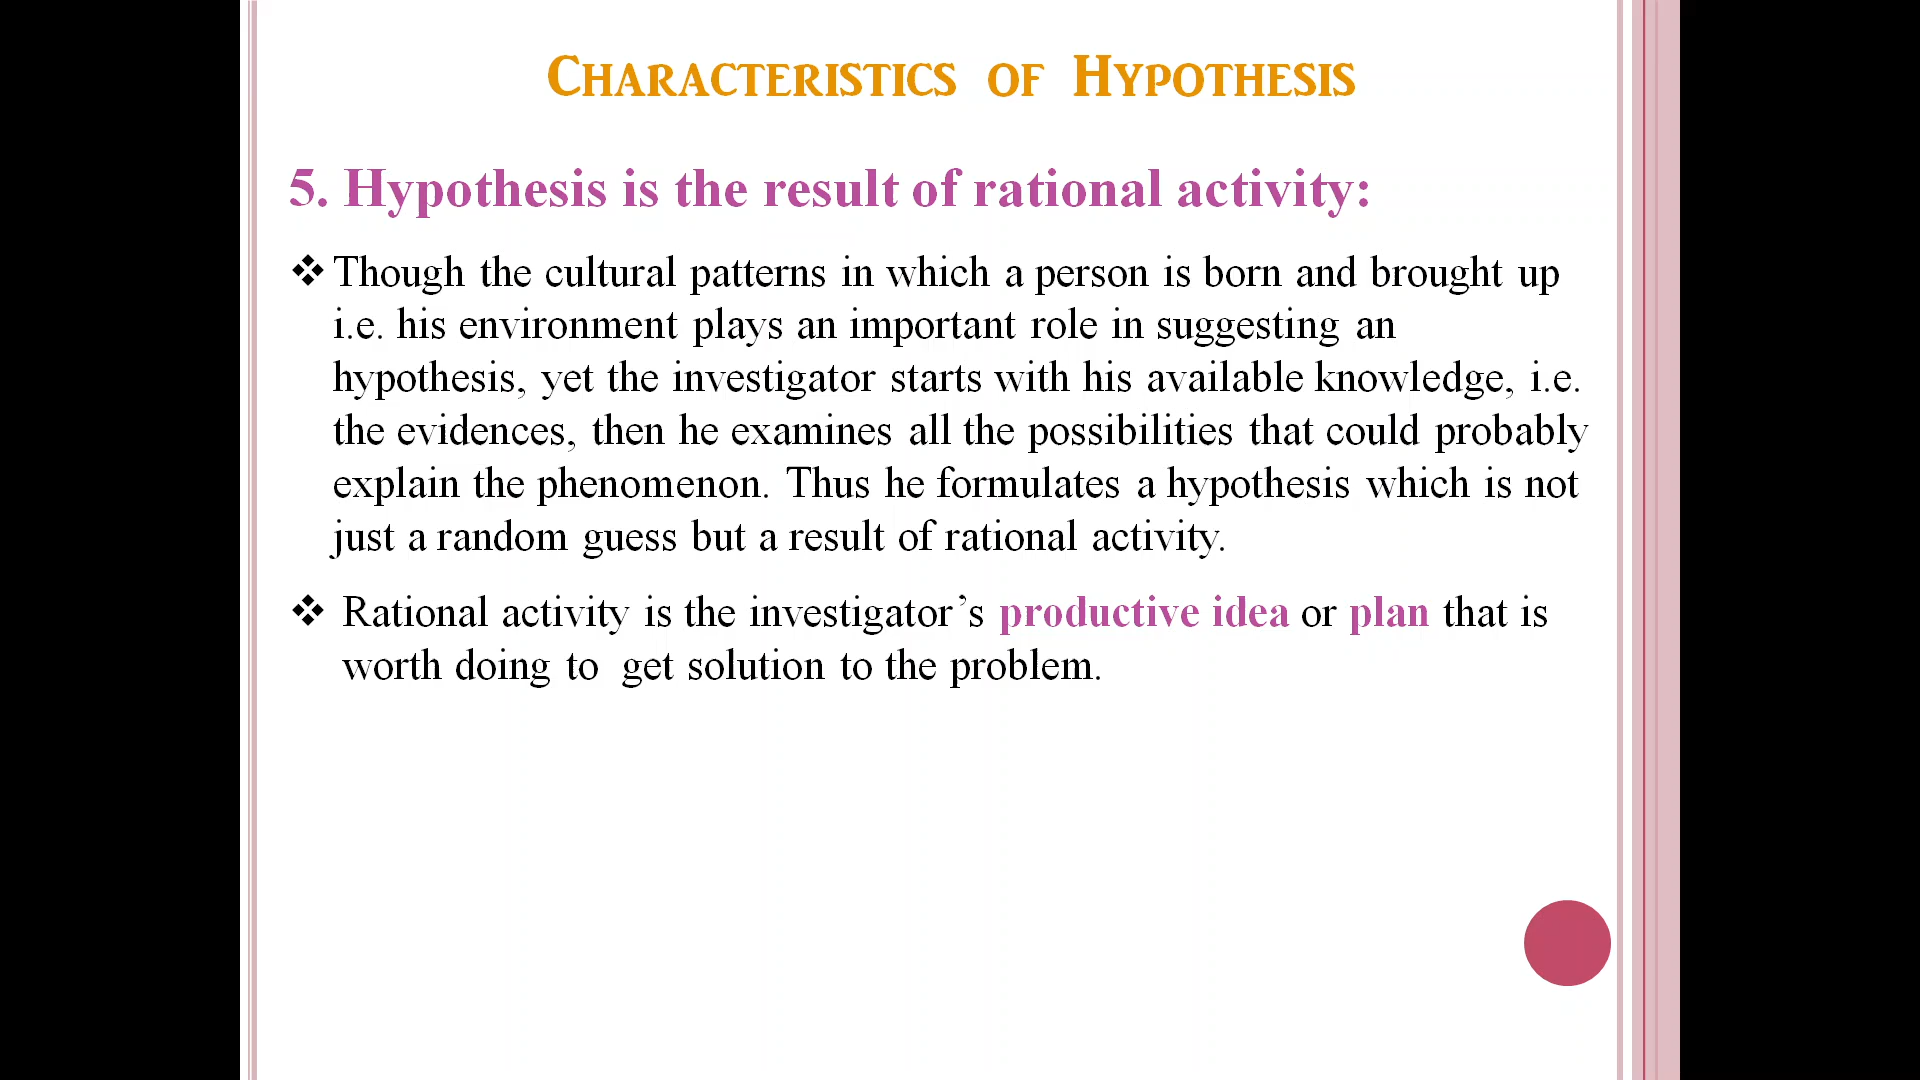 Characteristics of Hypothesis
5. Hypothesis is the result of rational activity:
❖ Though the cultural patterns in which a person is born and brought up
i.e. his environment plays an important role in suggesting an
hypothesis, yet the investigator starts with his available knowledge, i.e.
the evidences, then he examines all the possibilities that could probably
explain the phenomenon. Thus he formulates a hypothesis which is not
just a random guess but a result of rational activity.
❖ Rational activity is the investigator’s productive idea or plan that is
worth doing to get solution to the problem.